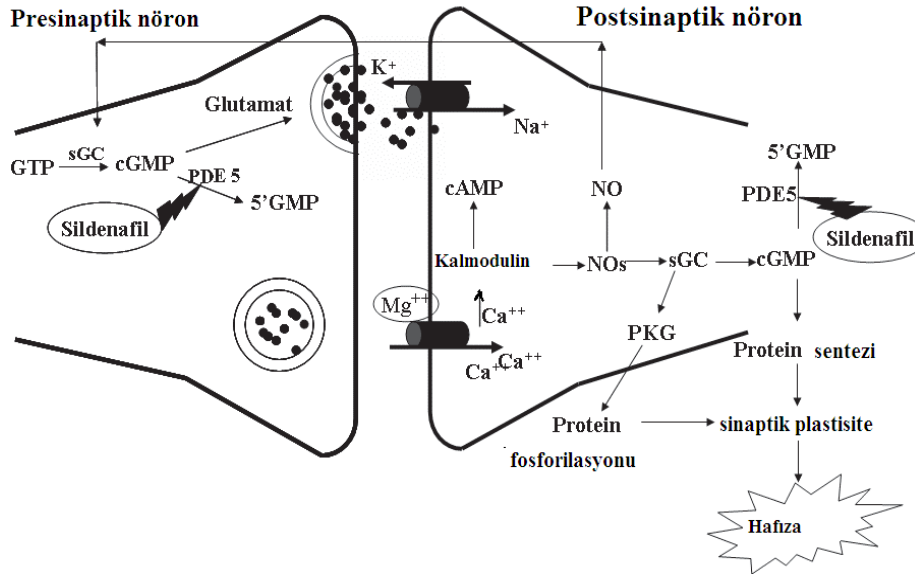 Presinaptik nöron
Postsinaptik nöron
K+
Glutamat
Na+
sGC
GTP
cGMP
PDE 5
5'GMP
Sildenafil
cAMP
NO
5'GMP
PDE5
Sildenafil
Kalmodulin
NOs
sGC
cGMP
Mg++
Ca++
PKG
Ca++
Ca++
Protein sentezi
Protein
fosforilasyonu
sinaptik plastisite
Hafıza